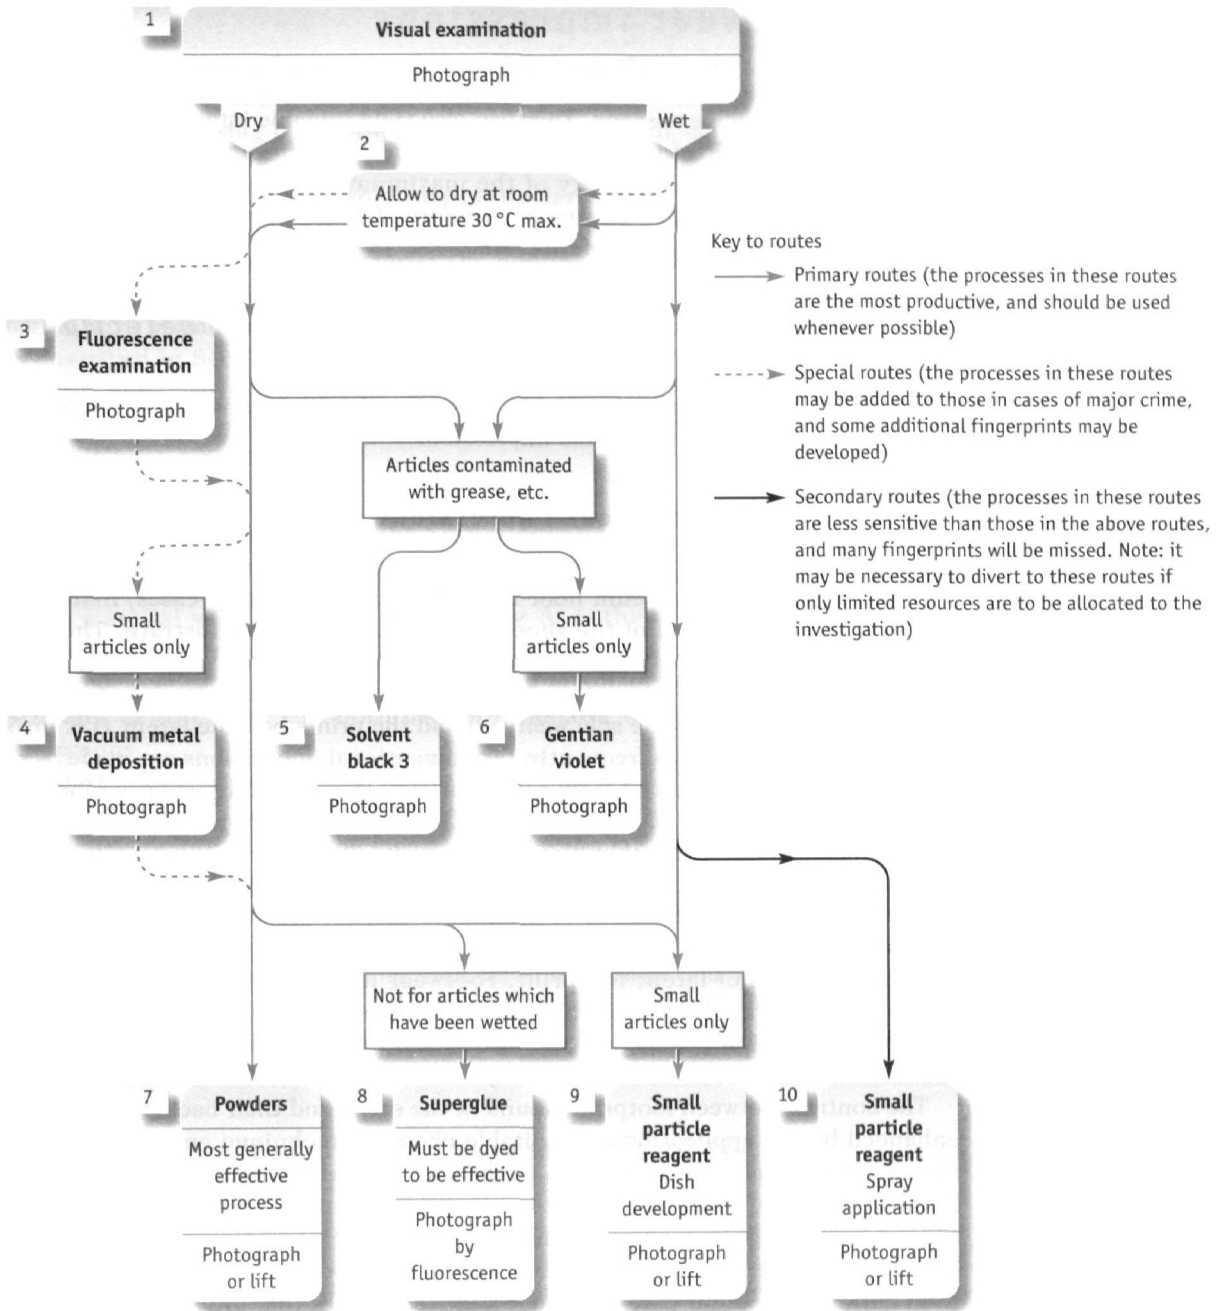 1
Visual examination
Photograph
Dry
Wet
2
Allow to dry at room
temperature 30 °C max.
Key to routes
Primary routes (the processes in these routes
are the most productive, and should be used
whenever possible)
Special routes (the processes in these routes
may be added to those in cases of major crime,
and some additional fingerprints may be
developed)
Secondary routes (the processes in these routes
are less sensitive than those in the above routes,
and many fingerprints will be missed. Note: it
may be necessary to divert to these routes if
only limited resources are to be allocated to the
investigation)
3
Fluorescence
examination
Photograph
Articles contaminated
with grease, etc.
Small
articles only
Small
articles only
4
Vacuum metal
deposition
Photograph
5
Solvent
black 3
Photograph
6
Gentian
violet
Photograph
Not for articles which
have been wetted
Small
articles only
7
Powders
Most generally
effective
process
Photograph
or lift
8
Superglue
Must be dyed
to be effective
Photograph
by
fluorescence
9
Small
particle
reagent
Dish
development
Photograph
or lift
10
Small
particle
reagent
Spray
application
Photograph
or lift